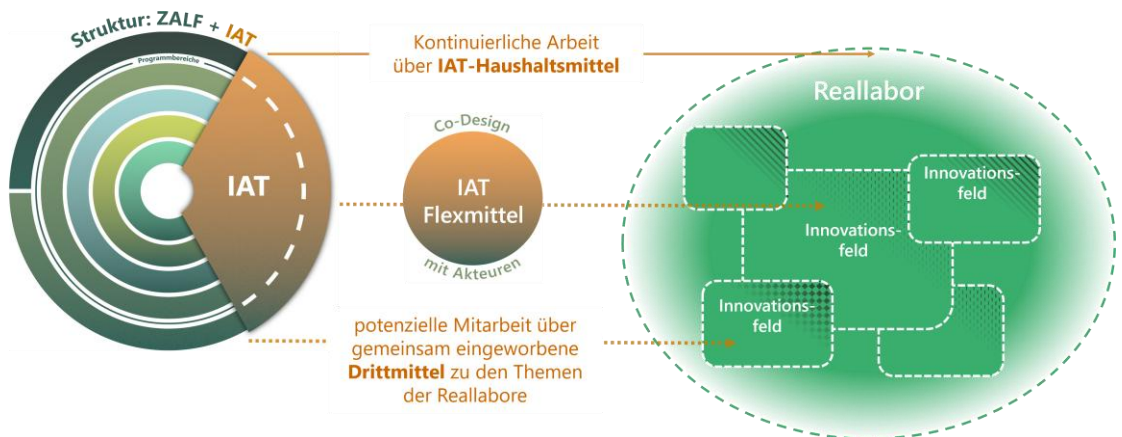 Struktur: ZALF + IAT
Programmbereiche
IAT
Kontinuierliche Arbeit
über IAT-Haushaltsmittel
Co-Design
IAT
Flexmittel
mit Akteuren
potenzielle Mitarbeit über
gemeinsam eingeworbene
Drittmittel zu den Themen
der Reallabore
Reallabor
Innovations-
feld
Innovations-
feld
Innovations-
feld